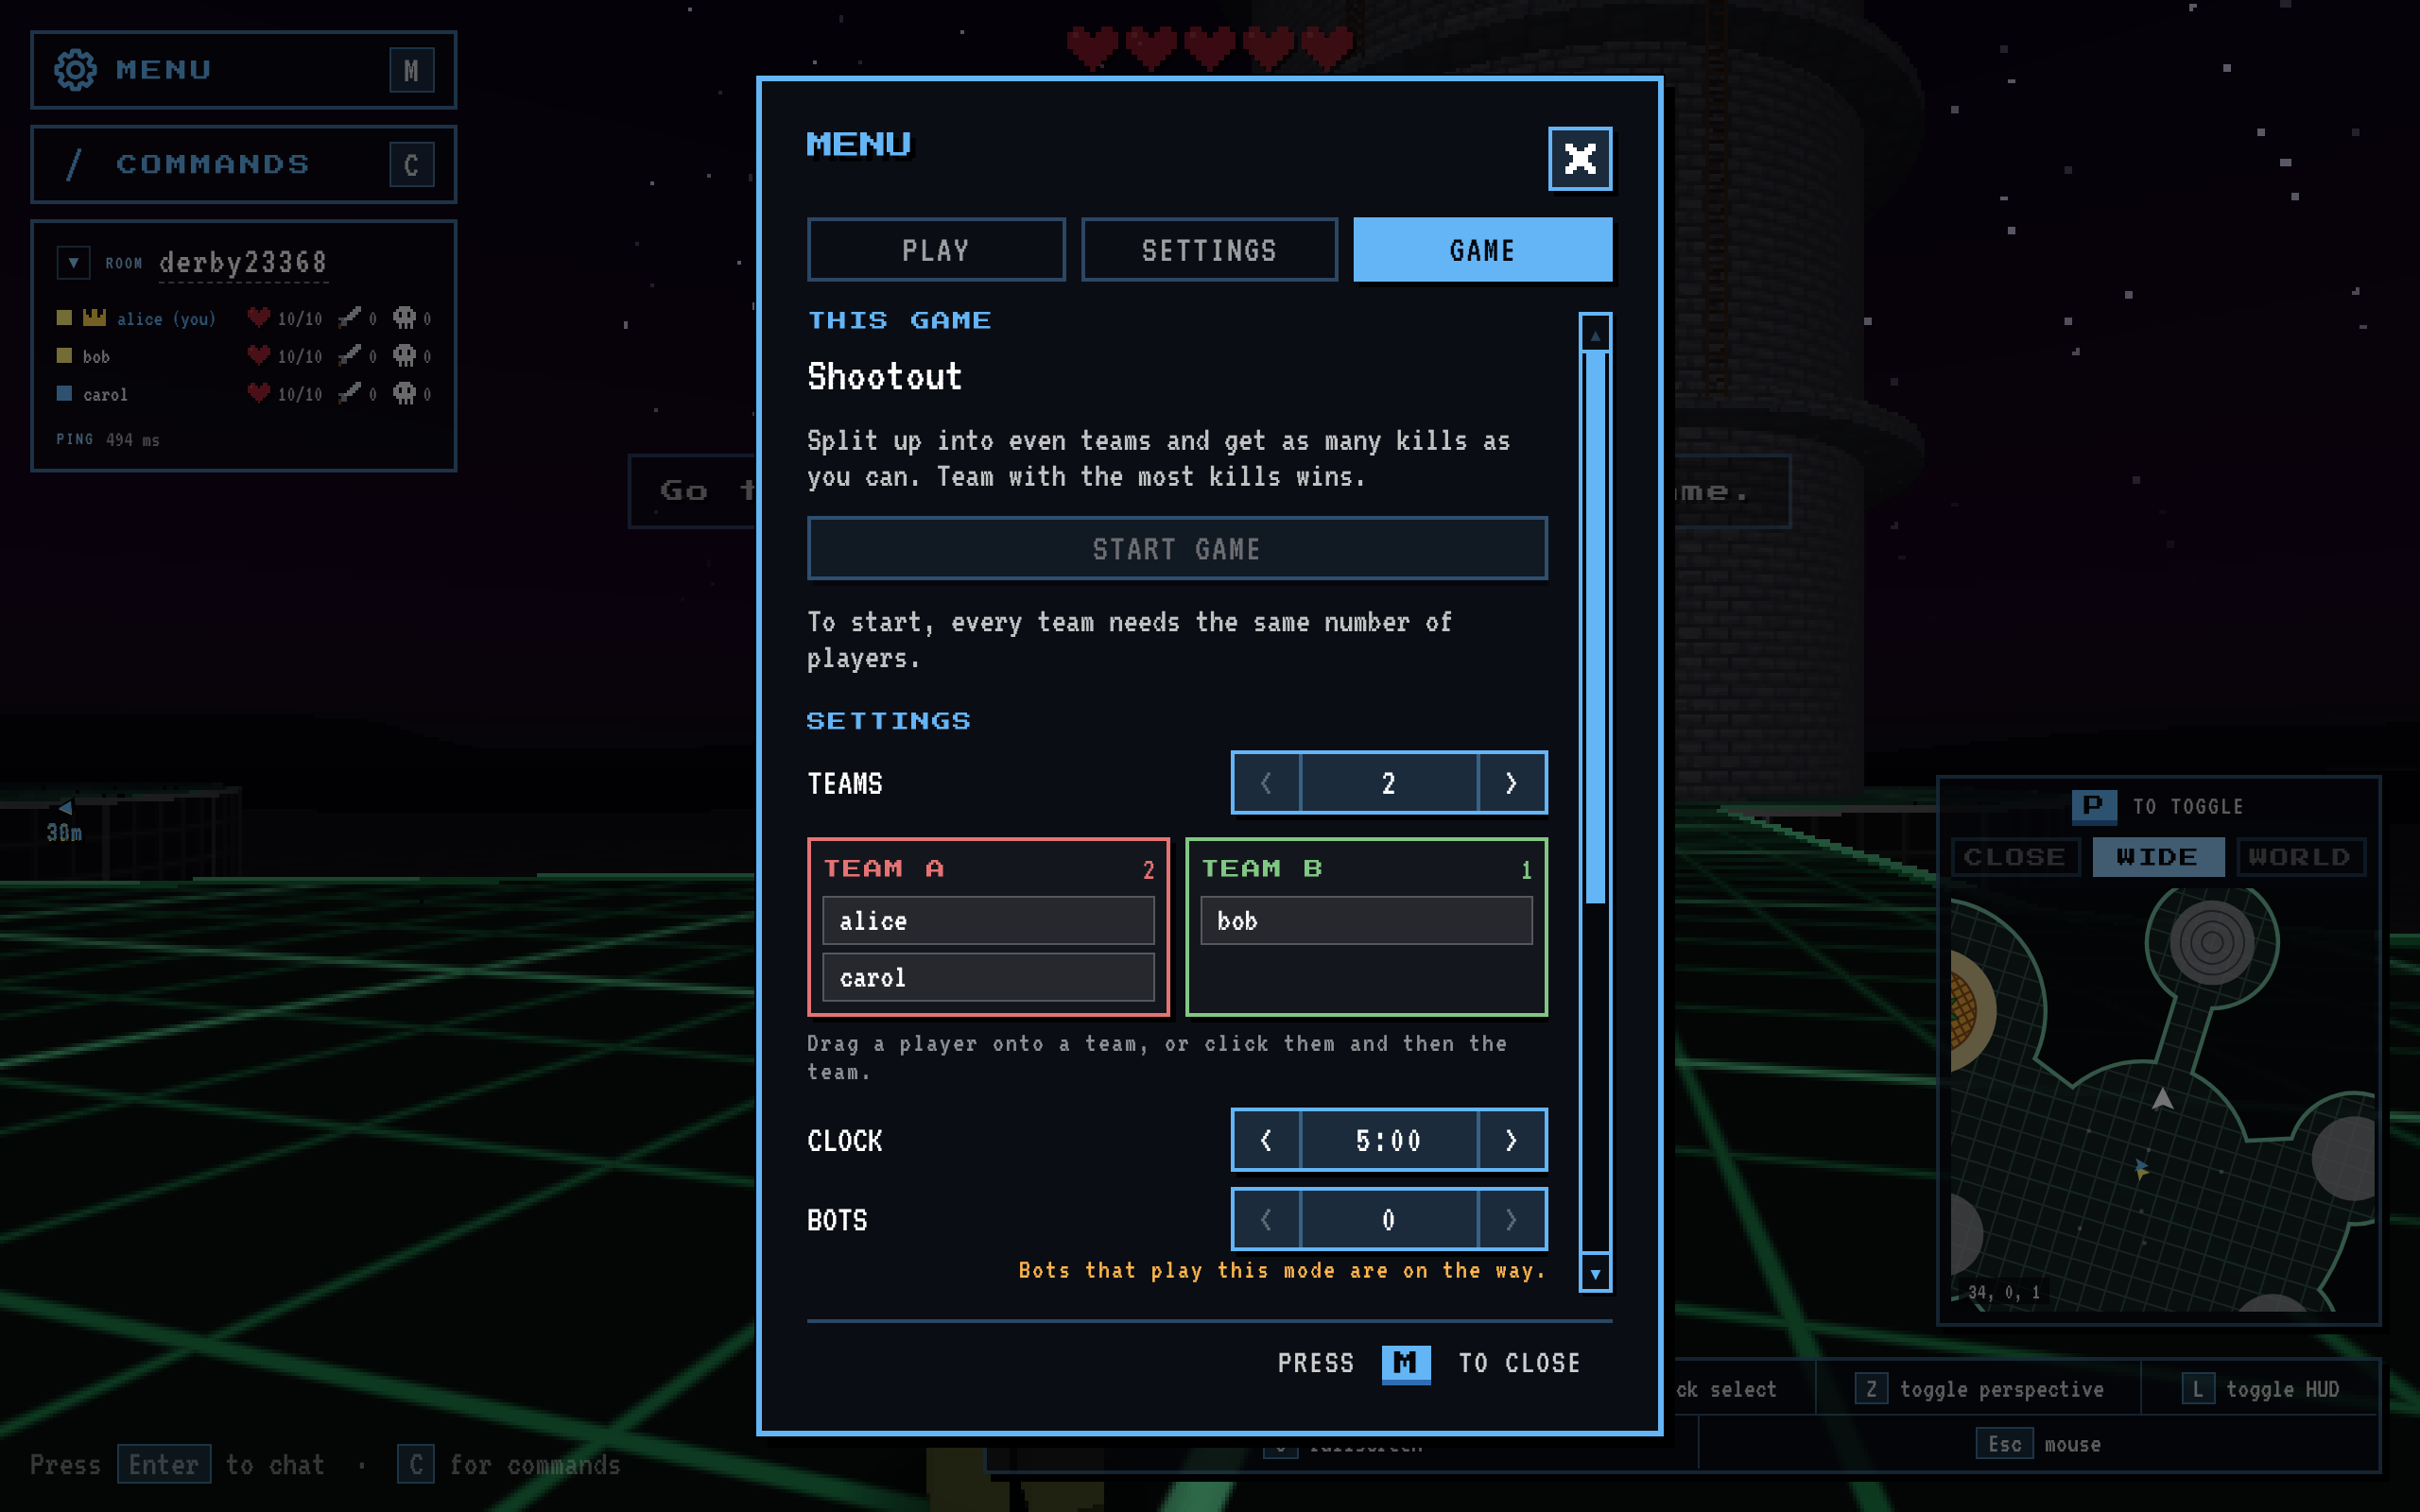 MENU M
/ COMMANDS C
ROOM derby23368
alice (you) 10/10 0 0
bob 10/10 0 0
carol 10/10 0 0
PING 494 ms
Go
me.
30m
MENU
PLAY SETTINGS GAME
THIS GAME
Shootout
Split up into even teams and get as many kills as
you can. Team with the most kills wins.
START GAME
To start, every team needs the same number of
players.
SETTINGS
TEAMS 2
TEAM A 2
alice
carol
TEAM B 1
bob
Drag a player onto a team, or click them and then the
team.
CLOCK 5:00
BOTS 0
Bots that play this mode are on the way.
PRESS M TO CLOSE
P TO TOGGLE
CLOSE WIDE WORLD
34, 0, 1
ck select Z toggle perspective L toggle HUD
Esc mouse
Press Enter to chat · C for commands